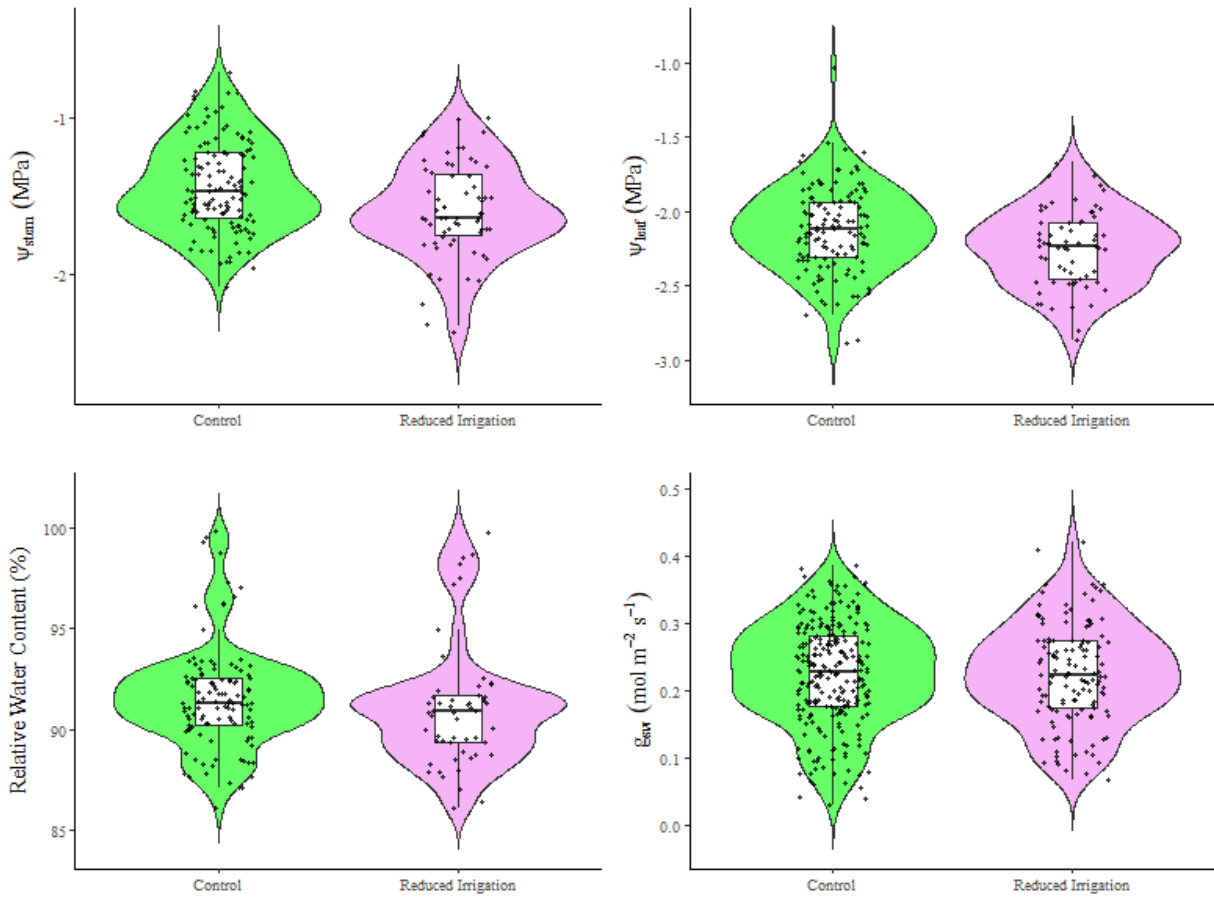 Ψstem (MPa)
-1
-2
Control
Reduced Irrigation
Ψleaf (MPa)
-1.0
-1.5
-2.0
-2.5
-3.0
Control
Reduced Irrigation
Relative Water Content (%)
100
95
90
85
Control
Reduced Irrigation
gsw (mol m⁻² s⁻¹)
0.5
0.4
0.3
0.2
0.1
0.0
Control
Reduced Irrigation